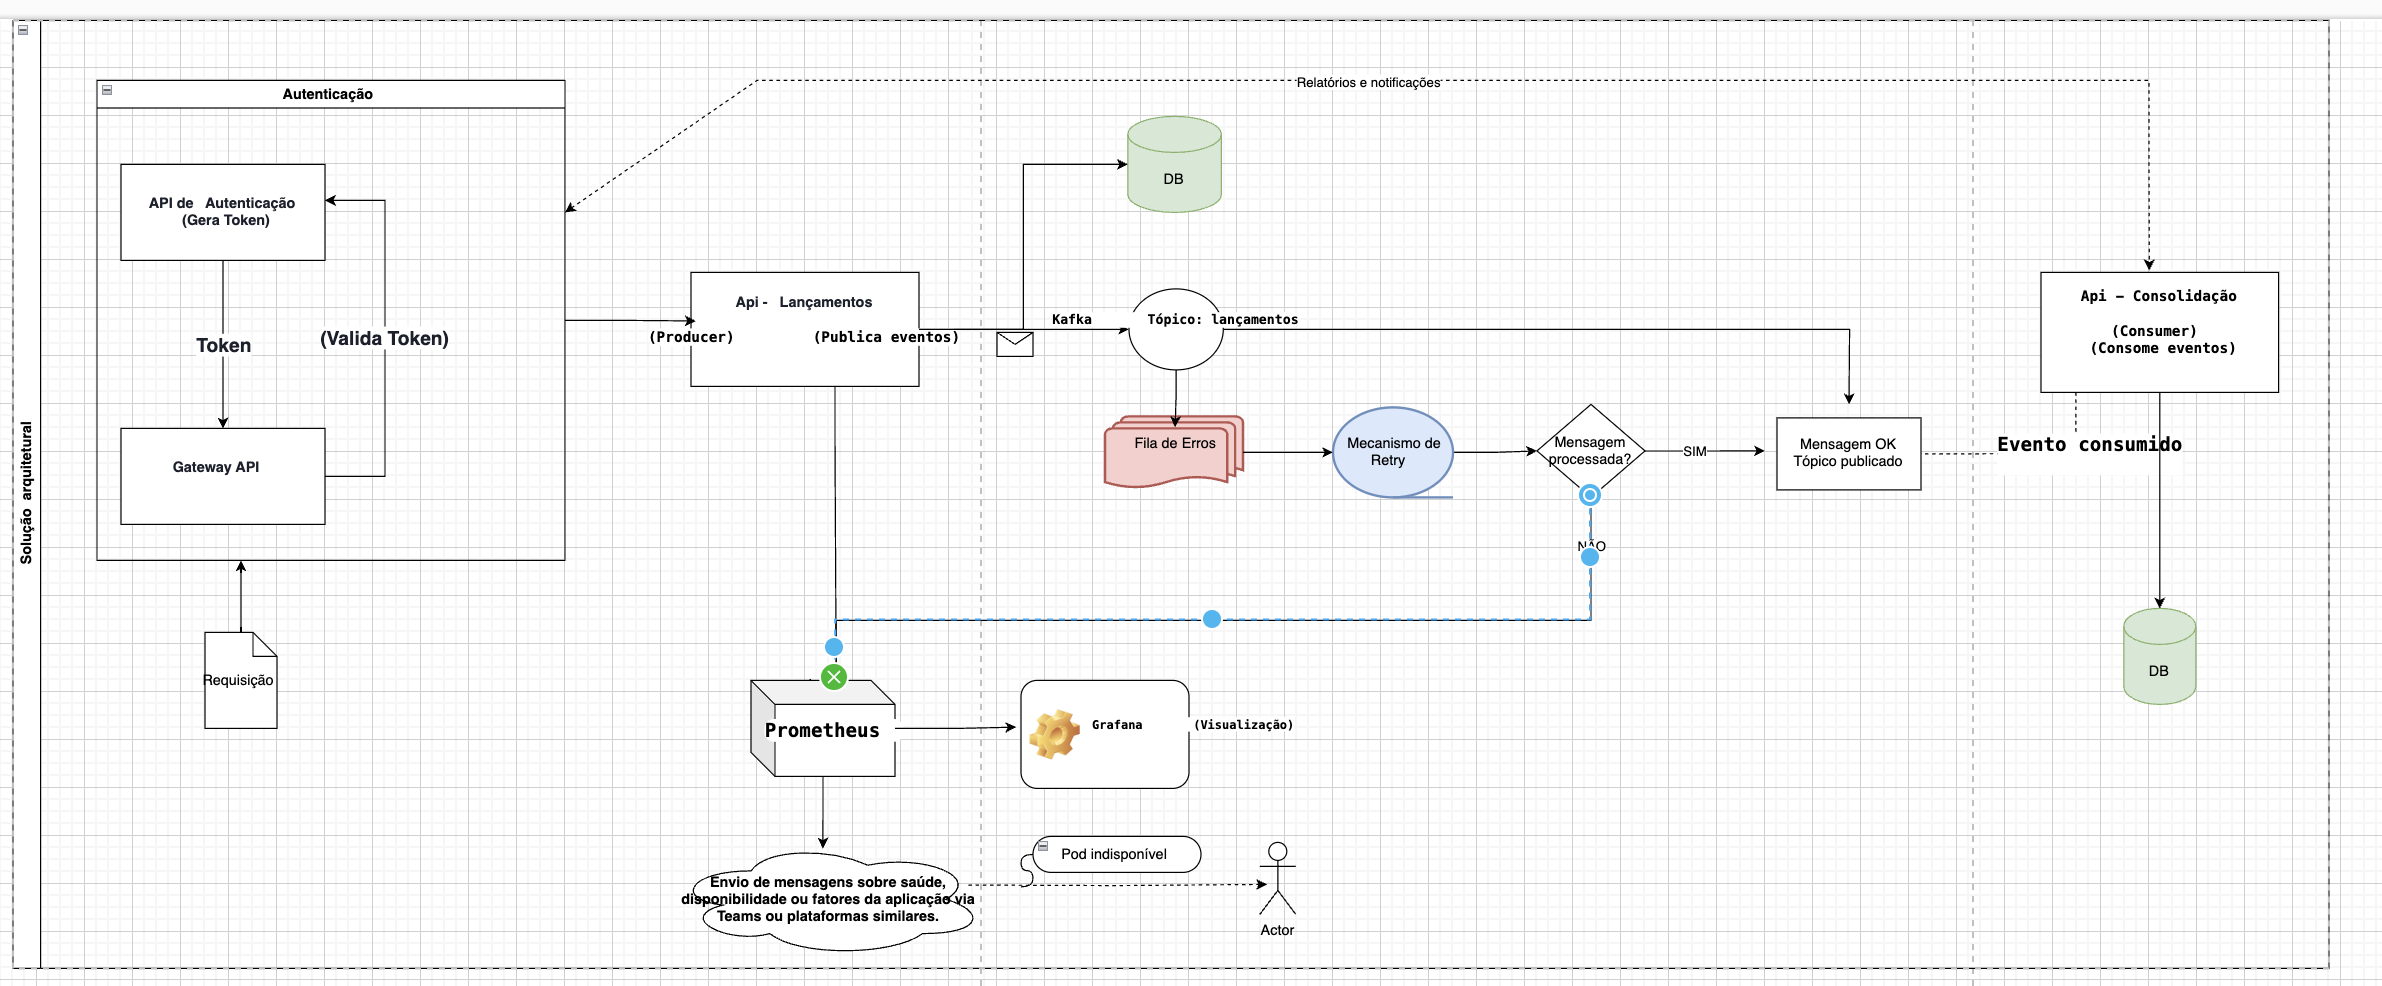 Solução arquitetural
Autenticação
API de Autenticação
(Gera Token)
Token
(Valida Token)
Gateway API
Requisição
Relatórios e notificações
DB
Api - Lançamentos
(Producer) (Publica eventos)
Kafka
Tópico: lançamentos
Fila de Erros
Mecanismo de
Retry
Mensagem
processada?
SIM
NÃO
Mensagem OK
Tópico publicado
Evento consumido
Api – Consolidação
(Consumer)
(Consome eventos)
DB
Prometheus
Grafana (Visualização)
Envio de mensagens sobre saúde,
disponibilidade ou fatores da aplicação via
Teams ou plataformas similares.
Pod indisponível
Actor